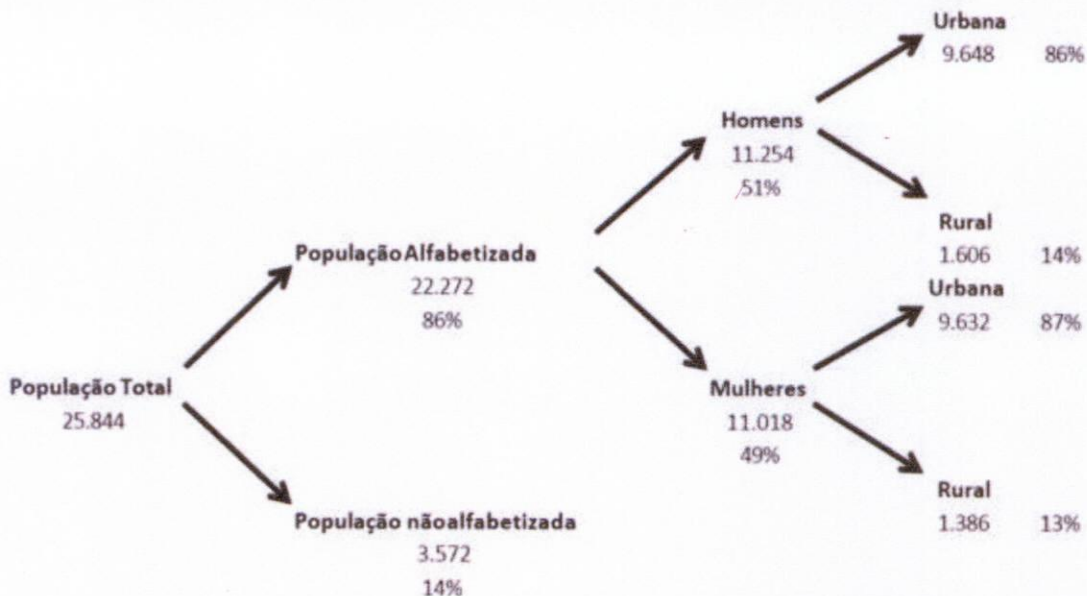 Urbana
9.648 86%
Homens
11.254
51%
Rural
1.606 14%
População Alfabetizada
22.272
86%
Urbana
9.632 87%
População Total
25.844
Mulheres
11.018
49%
Rural
1.386 13%
População nãoalfabetizada
3.572
14%